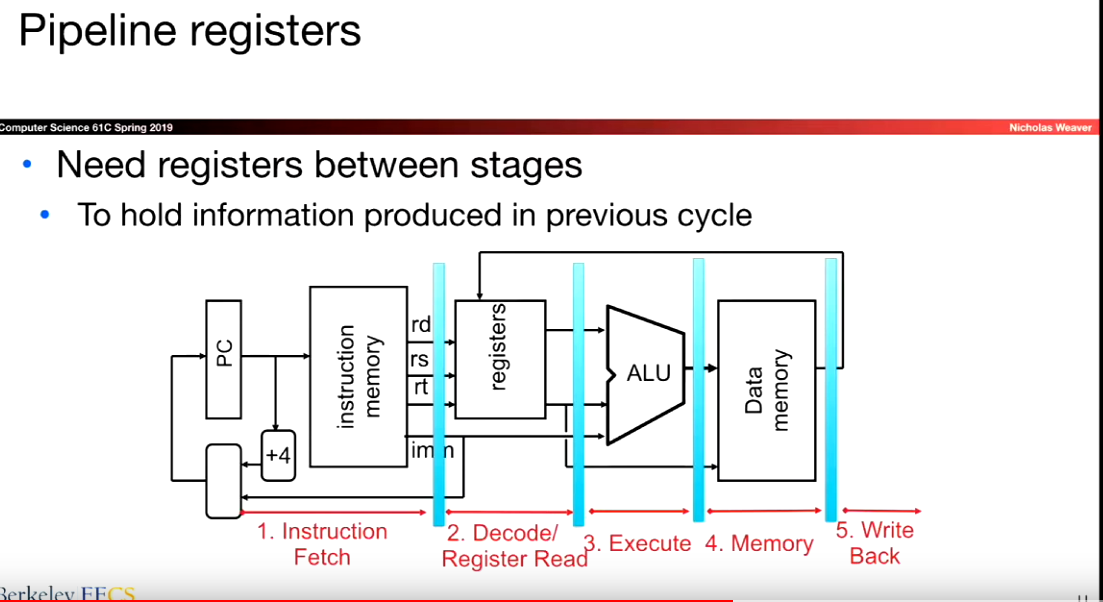 Pipeline registers
Computer Science 61C Spring 2019
Nicholas Weaver
Need registers between stages
To hold information produced in previous cycle
PC
+4
instruction
memory
rd
rs
rt
imm
registers
ALU
Data
memory
1. Instruction
Fetch
2. Decode/
Register Read
3. Execute
4. Memory
5. Write
Back
Berkeley EECS